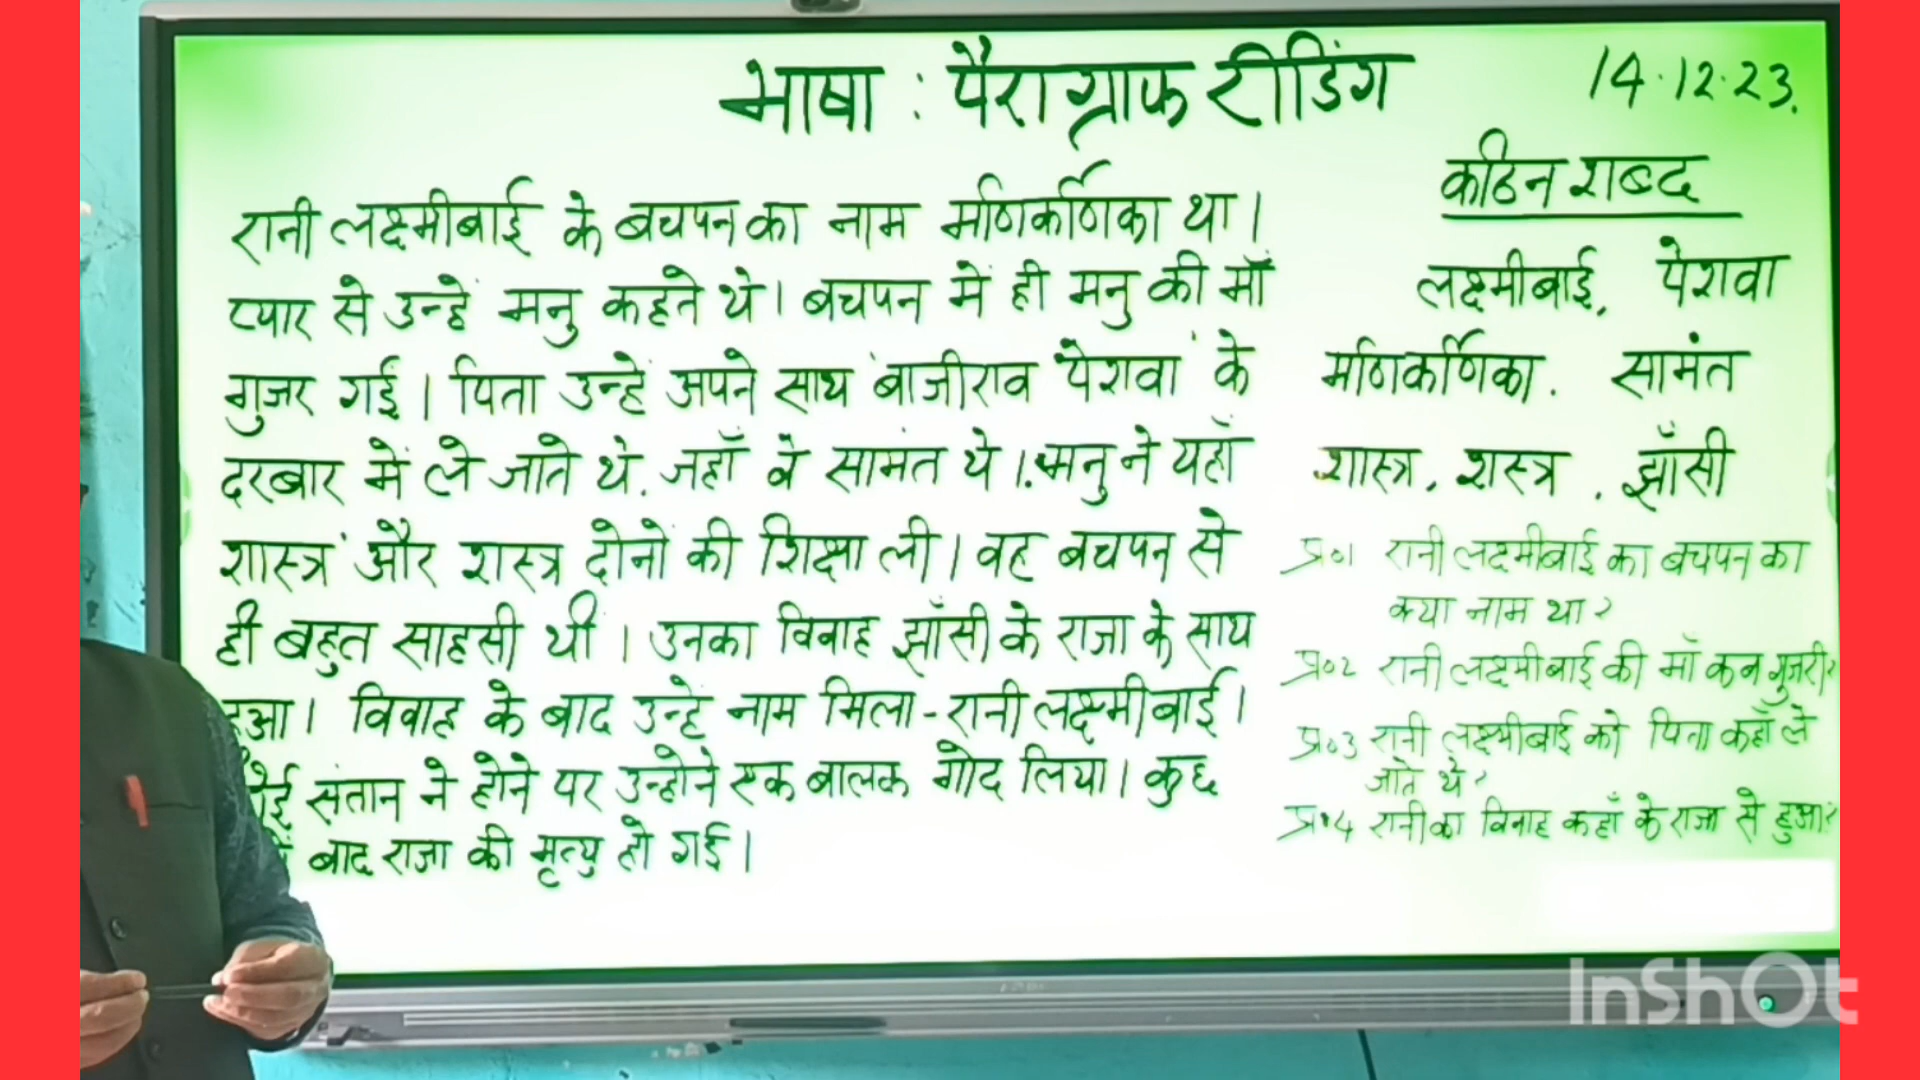 भाषा : पैराग्राफ रीडिंग
14.12.23.
रानी लक्ष्मीबाई के बचपन का नाम मणिकर्णिका था।
प्यार से उन्हें मनु कहते थे। बचपन में ही मनु की माँ
गुजर गई। पिता उन्हें अपने साथ बाजीराव पेशवा के
दरबार में ले जाते थे. जहाँ वे सामंत थे। मनु ने यहाँ
शास्त्र और शस्त्र दोनों की शिक्षा ली। वह बचपन से
ही बहुत साहसी थी। उनका विवाह झाँसी के राजा के साथ
हुआ। विवाह के बाद उन्हें नाम मिला - रानी लक्ष्मीबाई।
संतान ने होने पर उन्होंने एक बालक गोद लिया। कुछ
बाद राजा की मृत्यु हो गई।
कठिन शब्द
लक्ष्मीबाई, पेशवा
मणिकर्णिका. सामंत
शास्त्र, शस्त्र, झाँसी
प्र०1 रानी लक्ष्मीबाई का बचपन का
क्या नाम था?
प्र०2 रानी लक्ष्मीबाई की माँ कब गुजरी?
प्र०3 रानी लक्ष्मीबाई को पिता कहाँ ले
जाते थे?
प्र०4 रानी का विवाह कहाँ के राजा से हुआ?
InShOt